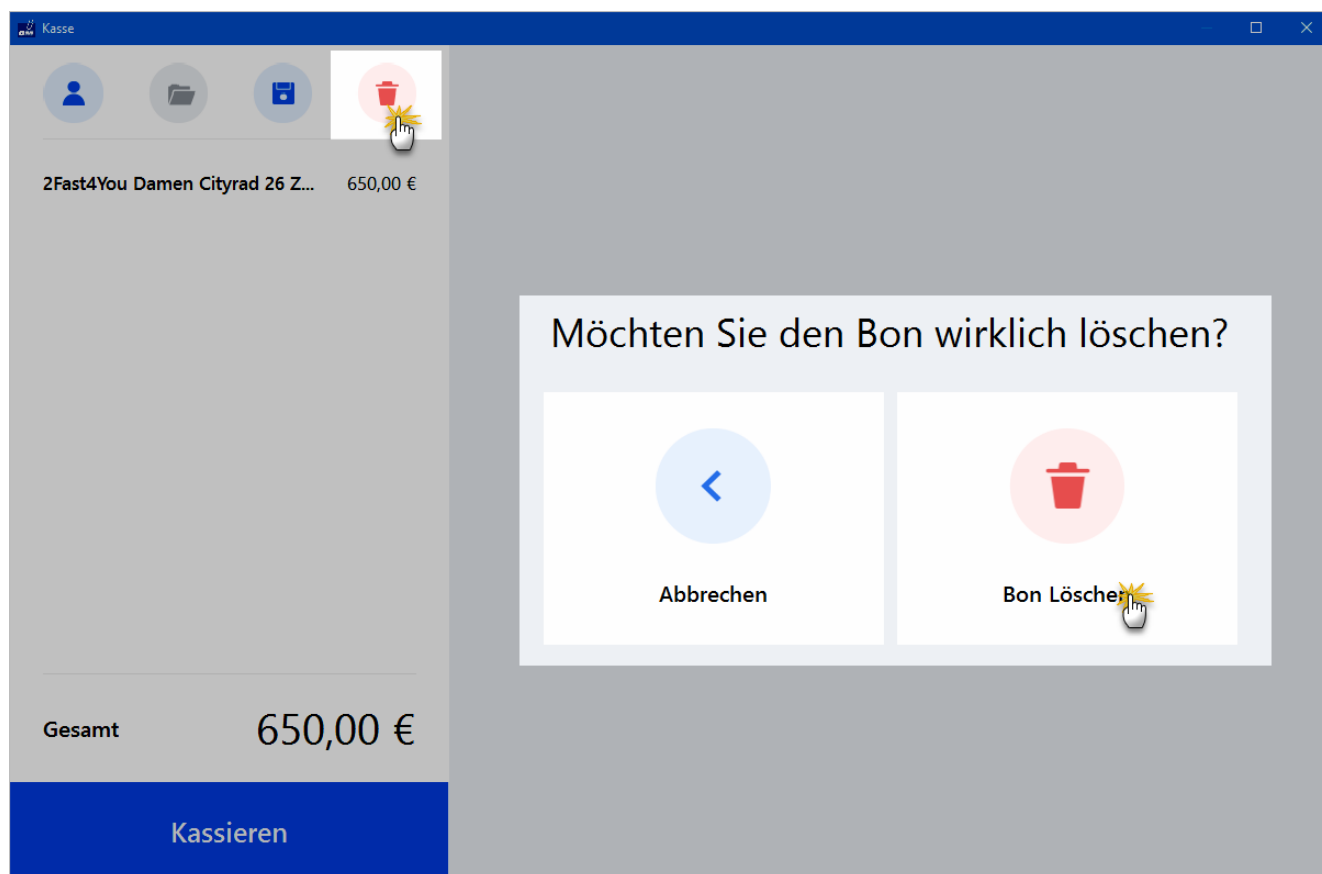 Kasse
2Fast4You Damen Cityrad 26 Z... 650,00 €
Möchten Sie den Bon wirklich löschen?
Abbrechen
Bon Löschen
Gesamt 650,00 €
Kassieren